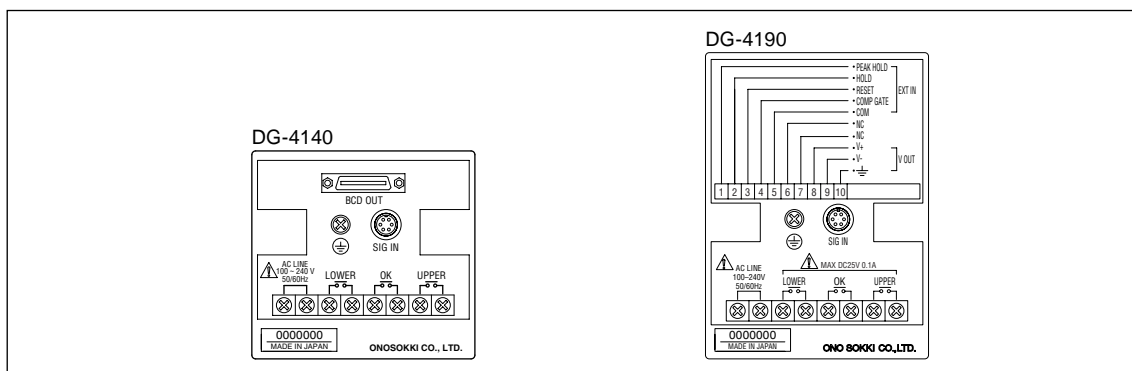 DG-4140
BCD OUT
SIG IN
AC LINE
100 ~ 240 V
50/60Hz
LOWER
OK
UPPER
0000000
MADE IN JAPAN
ONOSOKKI CO., LTD.
DG-4190
• PEAK HOLD
• HOLD
• RESET
• COMP GATE
• COM
EXT IN
• NC
• NC
• V+
• V-
V OUT
1 2 3 4 5 6 7 8 9 10
SIG IN
AC LINE
100–240V
50/60Hz
MAX DC25V 0.1A
LOWER
OK
UPPER
0000000
MADE IN JAPAN
ONO SOKKI CO.,LTD.